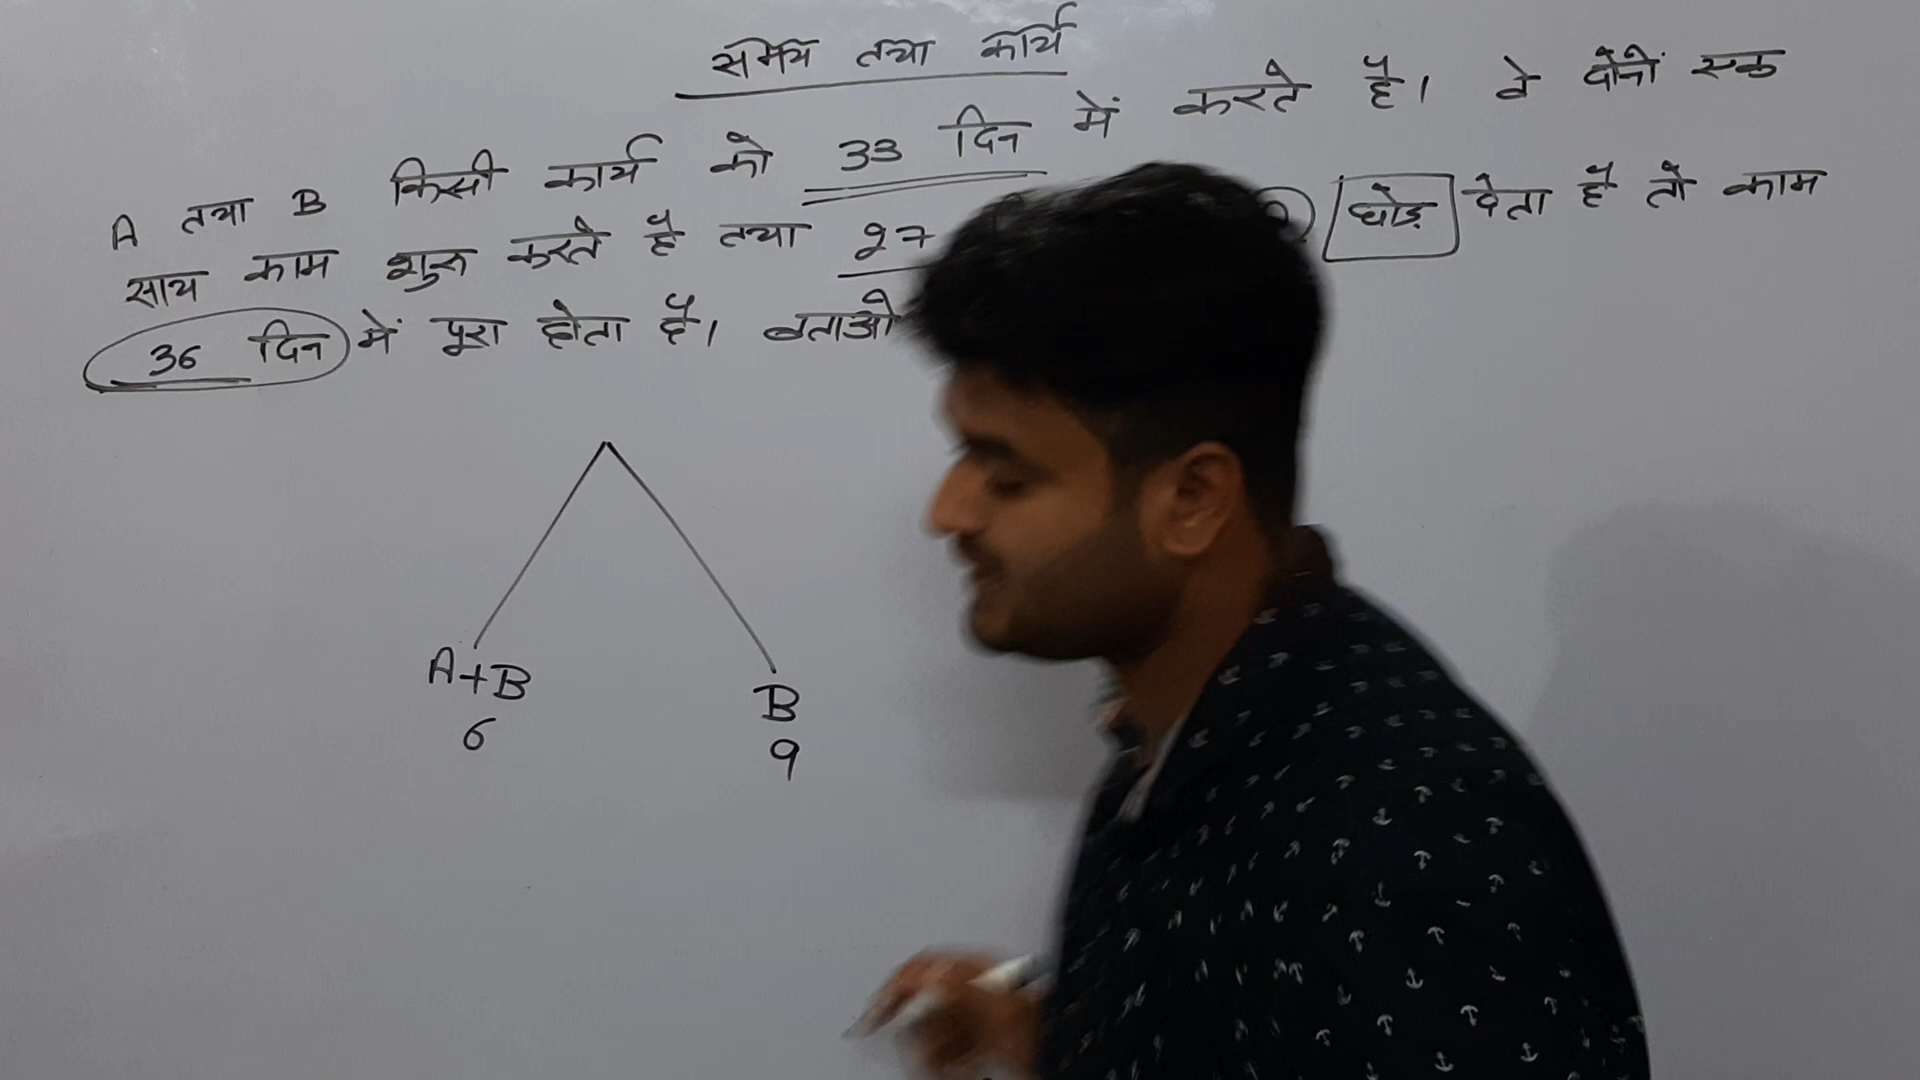 समय तथा कार्य
A तथा B किसी कार्य को 33 दिन में करते है। वे दोनों एक
साथ काम शुरु करते है तथा 27 छोड़ देता है तो काम
36 दिन में पूरा होता है। बताओ
A+B B
6 9